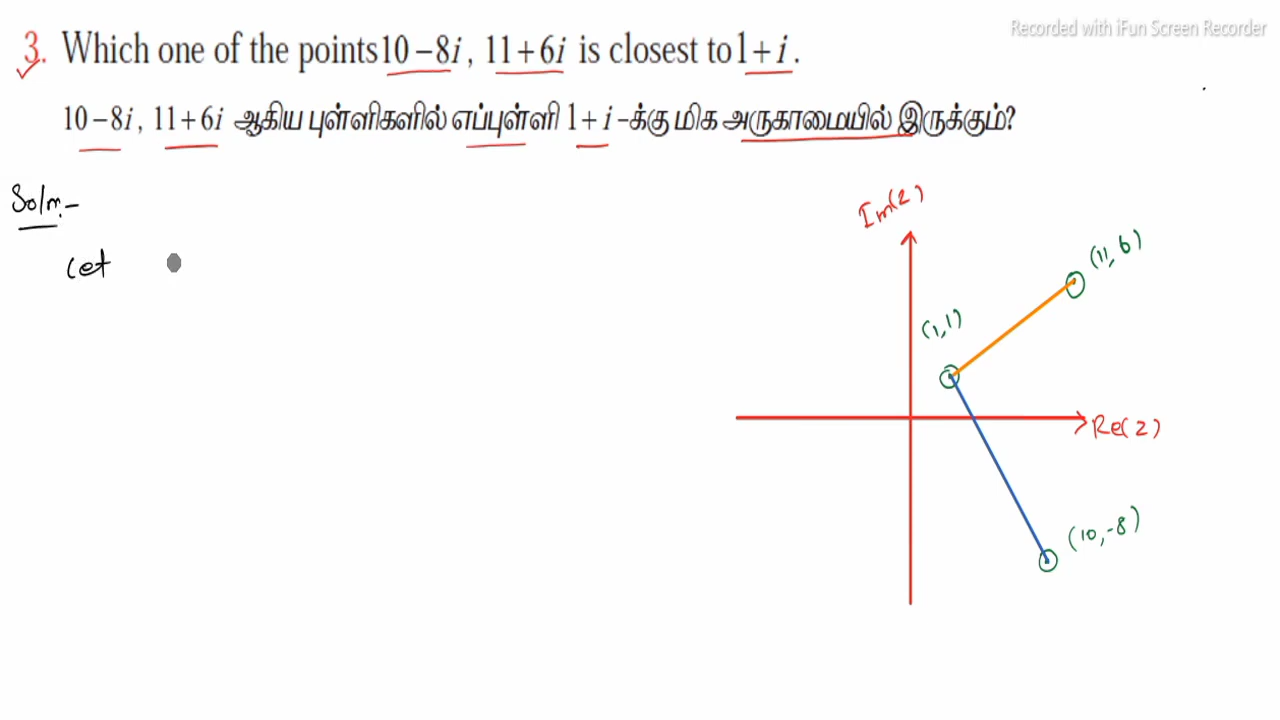 Recorded with iFun Screen Recorder
3. Which one of the points 10 – 8i, 11 + 6i is closest to 1 + i.
10 – 8i, 11 + 6i ஆகிய புள்ளிகளில் எப்புள்ளி 1 + i -க்கு மிக அருகாமையில் இருக்கும்?
Soln:-
Let
Im(z)
(11, 6)
(1, 1)
Re(z)
(10, -8)